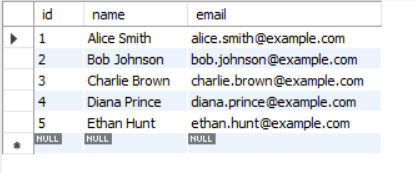 id name email
1 Alice Smith alice.smith@example.com
2 Bob Johnson bob.johnson@example.com
3 Charlie Brown charlie.brown@example.com
4 Diana Prince diana.prince@example.com
5 Ethan Hunt ethan.hunt@example.com
NULL NULL NULL